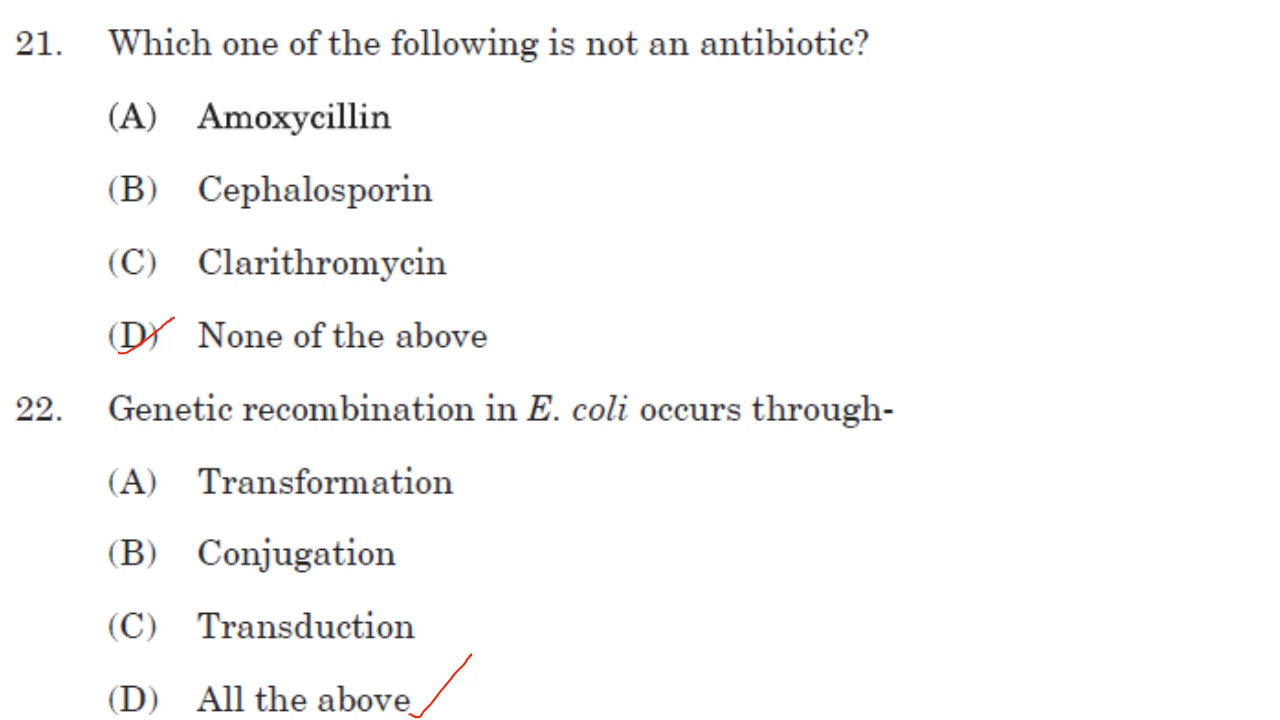 21. Which one of the following is not an antibiotic?
(A) Amoxycillin
(B) Cephalosporin
(C) Clarithromycin
(D) None of the above
22. Genetic recombination in E. coli occurs through-
(A) Transformation
(B) Conjugation
(C) Transduction
(D) All the above